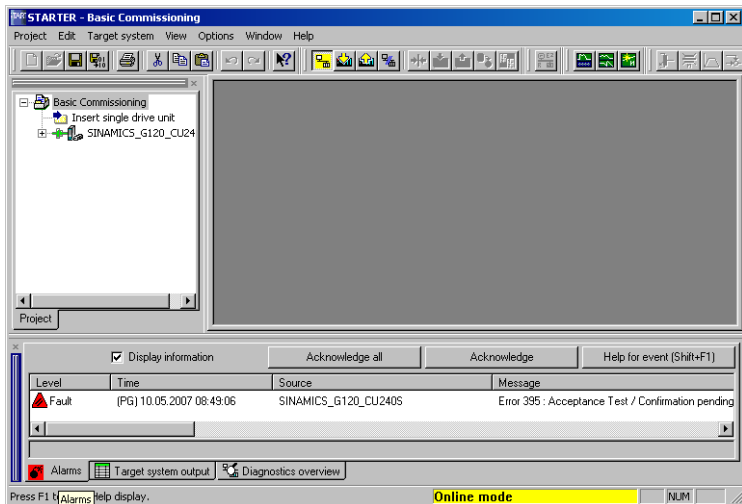 STARTER - Basic Commissioning
Project Edit Target system View Options Window Help
Basic Commissioning
Insert single drive unit
SINAMICS_G120_CU24
Project
Display information Acknowledge all Acknowledge Help for event (Shift+F1)
Level Time Source Message
Fault (PG) 10.05.2007 08:49:06 SINAMICS_G120_CU240S Error 395 : Acceptance Test / Confirmation pending
Alarms Target system output Diagnostics overview
Press F1 t Alarms Help display. Online mode NUM